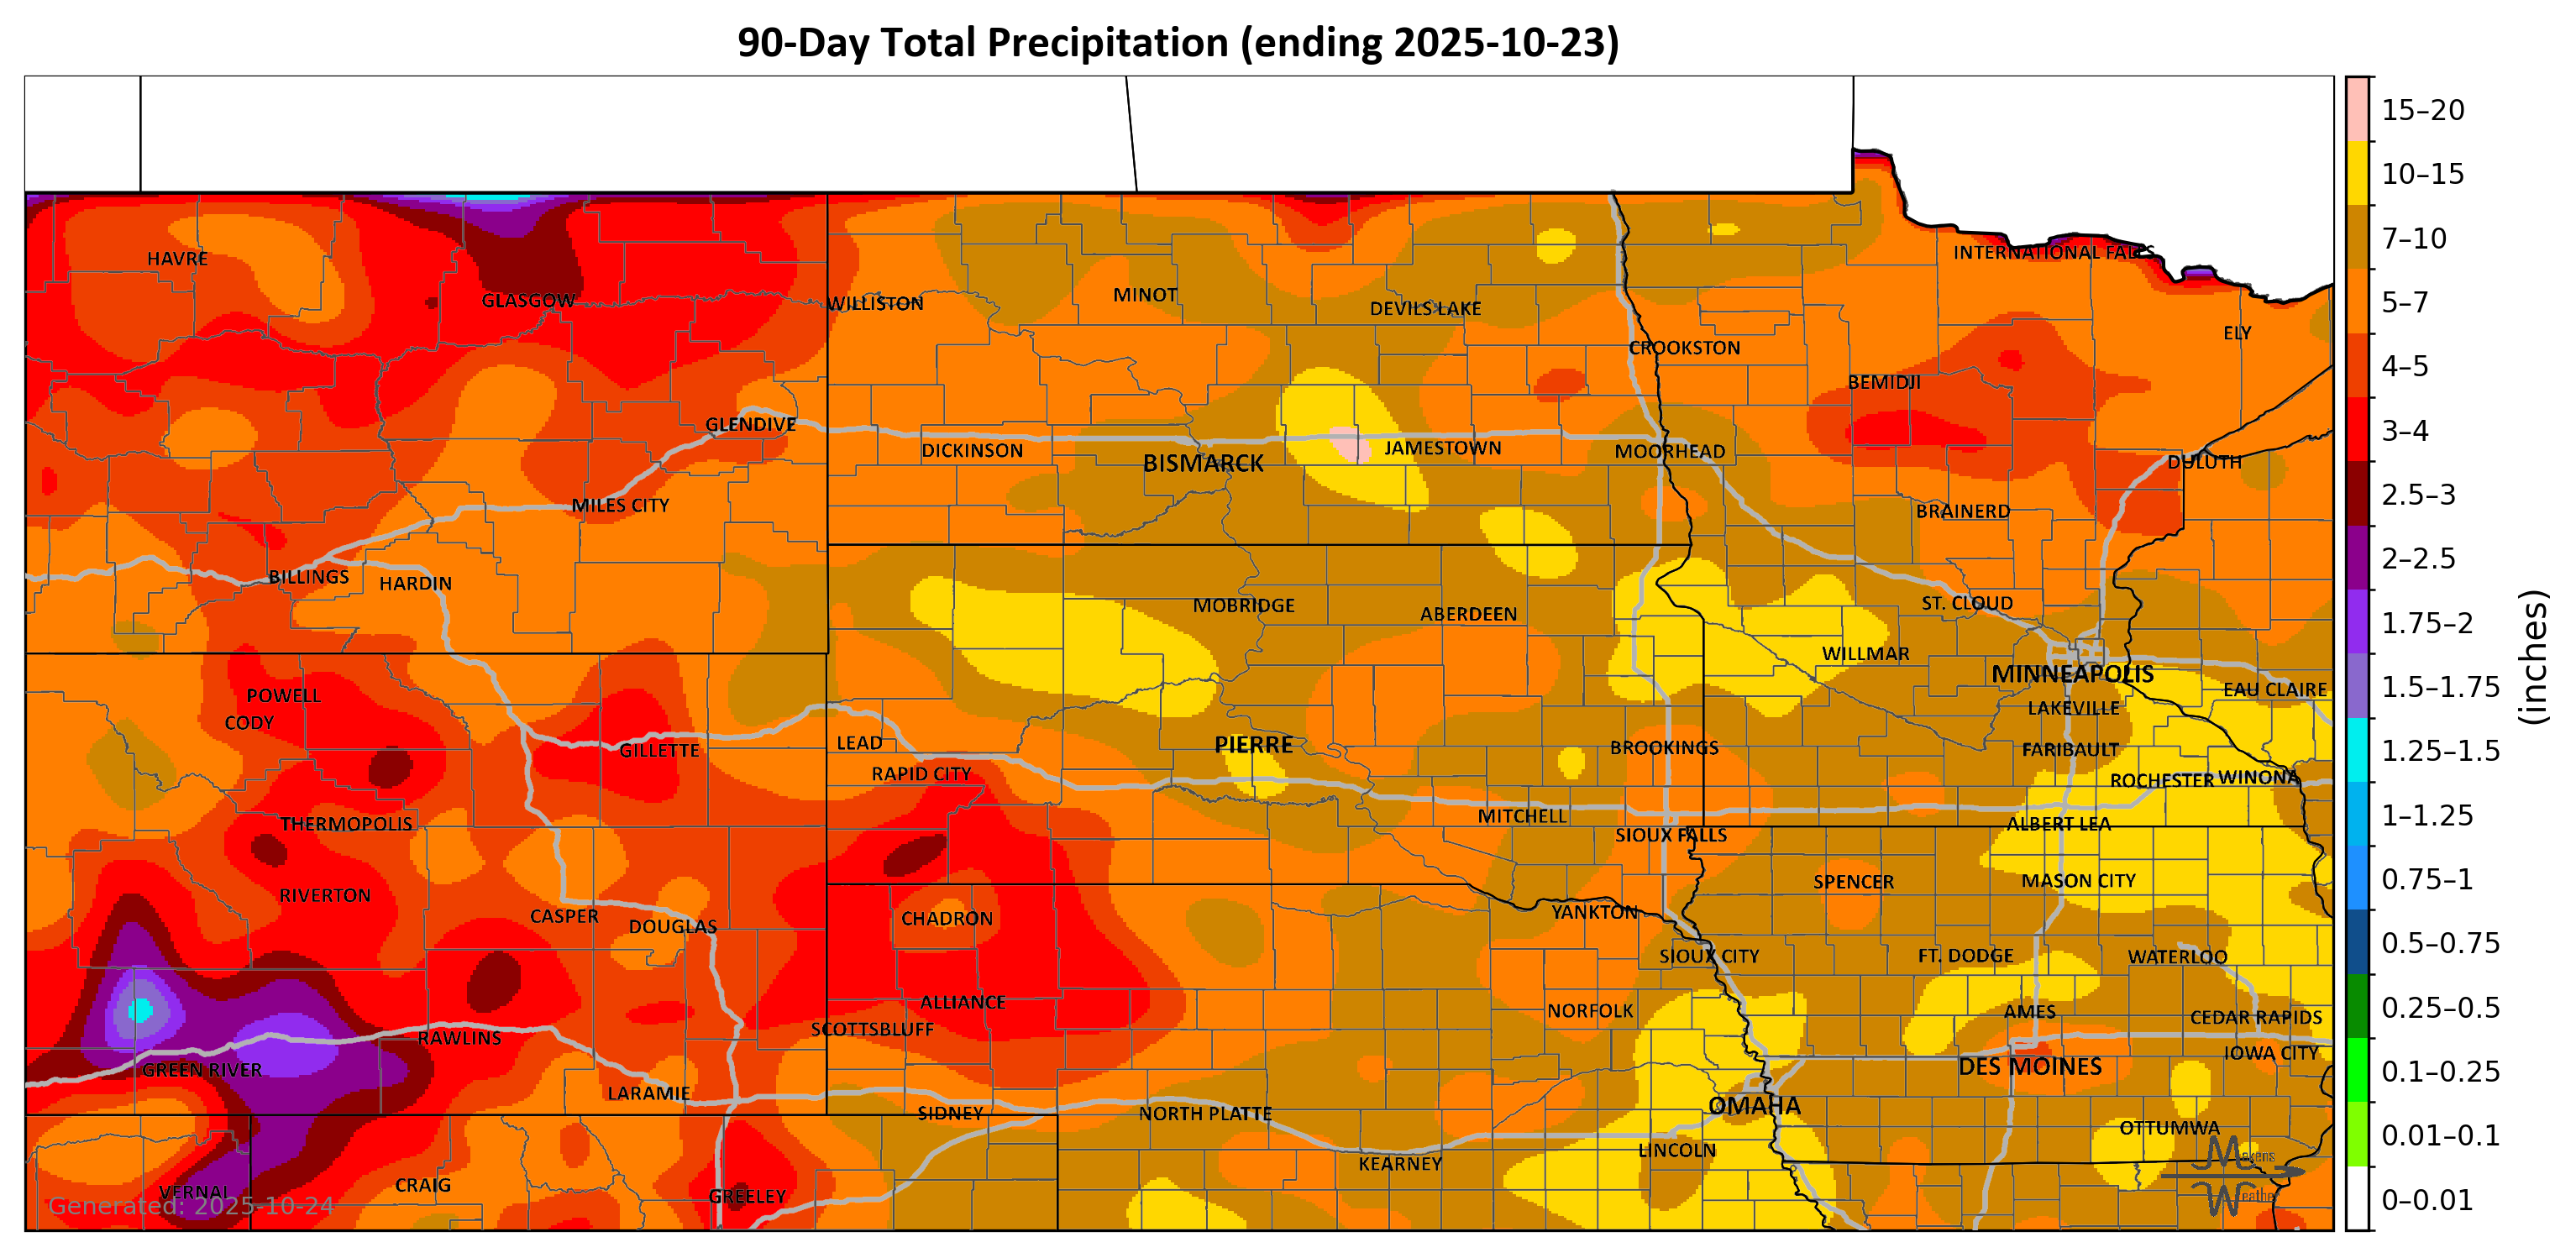 90-Day Total Precipitation (ending 2025-10-23)
15–20
10–15
7–10
5–7
4–5
3–4
2.5–3
2–2.5
1.75–2
1.5–1.75
1.25–1.5
1–1.25
0.75–1
0.5–0.75
0.25–0.5
0.1–0.25
0.01–0.1
0–0.01
(inches)
INTERNATIONAL FALLS
HAVRE
GLASGOW
WILLISTON
MINOT
DEVILS LAKE
ELY
CROOKSTON
BEMIDJI
GLENDIVE
DICKINSON
BISMARCK
JAMESTOWN
MOORHEAD
DULUTH
MILES CITY
BRAINERD
BILLINGS
HARDIN
MOBRIDGE
ABERDEEN
ST. CLOUD
WILLMAR
MINNEAPOLIS
EAU CLAIRE
POWELL
CODY
LAKEVILLE
GILLETTE
LEAD
PIERRE
BROOKINGS
FARIBAULT
RAPID CITY
ROCHESTER
WINONA
THERMOPOLIS
MITCHELL
SIOUX FALLS
ALBERT LEA
RIVERTON
SPENCER
MASON CITY
CASPER
DOUGLAS
CHADRON
YANKTON
SIOUX CITY
FT. DODGE
WATERLOO
ALLIANCE
NORFOLK
AMES
CEDAR RAPIDS
SCOTTSBLUFF
RAWLINS
IOWA CITY
GREEN RIVER
DES MOINES
LARAMIE
SIDNEY
NORTH PLATTE
OMAHA
OTTUMWA
LINCOLN
KEARNEY
VERNAL
CRAIG
GREELEY
Generated: 2025-10-24
Makens
Weather